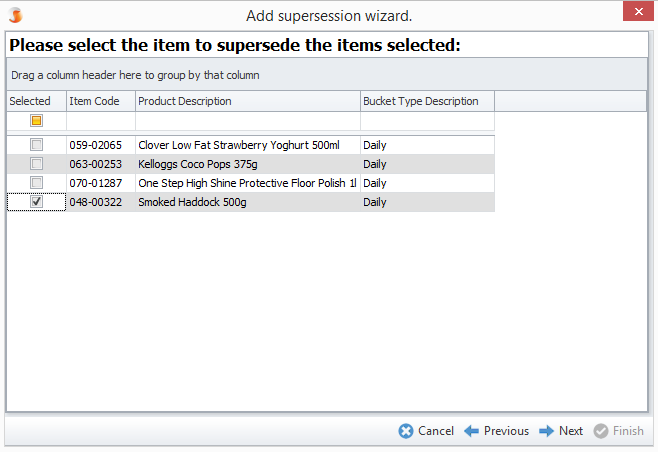 Add supersession wizard.
Please select the item to supersede the items selected:
Drag a column header here to group by that column
Selected Item Code Product Description Bucket Type Description
059-02065 Clover Low Fat Strawberry Yoghurt 500ml Daily
063-00253 Kelloggs Coco Pops 375g Daily
070-01287 One Step High Shine Protective Floor Polish 1l Daily
048-00322 Smoked Haddock 500g Daily
Cancel Previous Next Finish